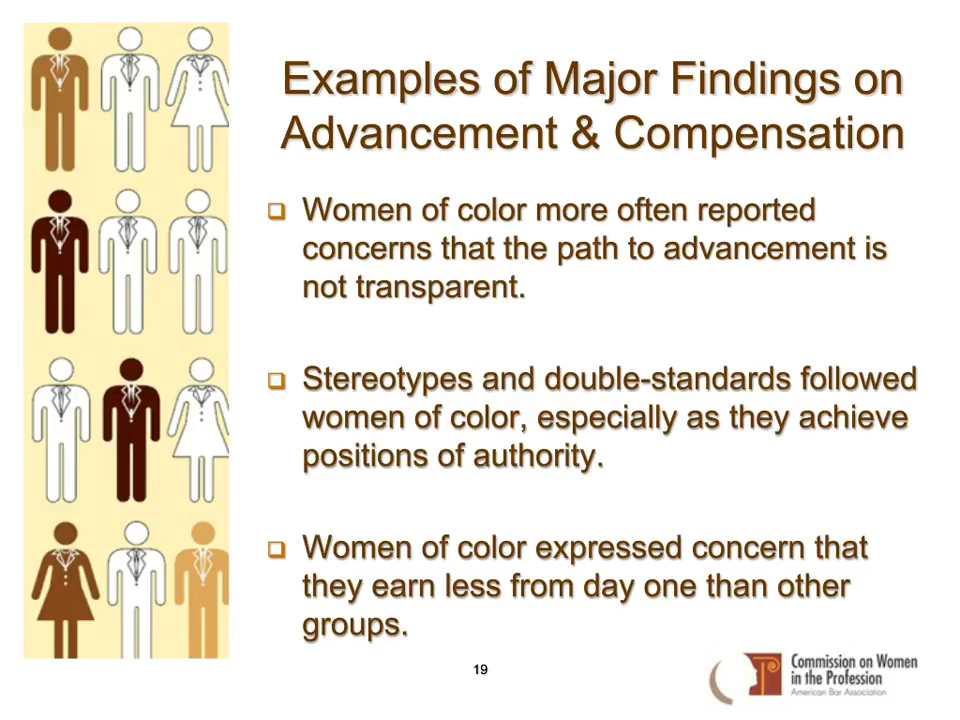 Examples of Major Findings on
Advancement & Compensation
Women of color more often reported
concerns that the path to advancement is
not transparent.
Stereotypes and double-standards followed
women of color, especially as they achieve
positions of authority.
Women of color expressed concern that
they earn less from day one than other
groups.
19
Commission on Women
in the Profession
American Bar Association